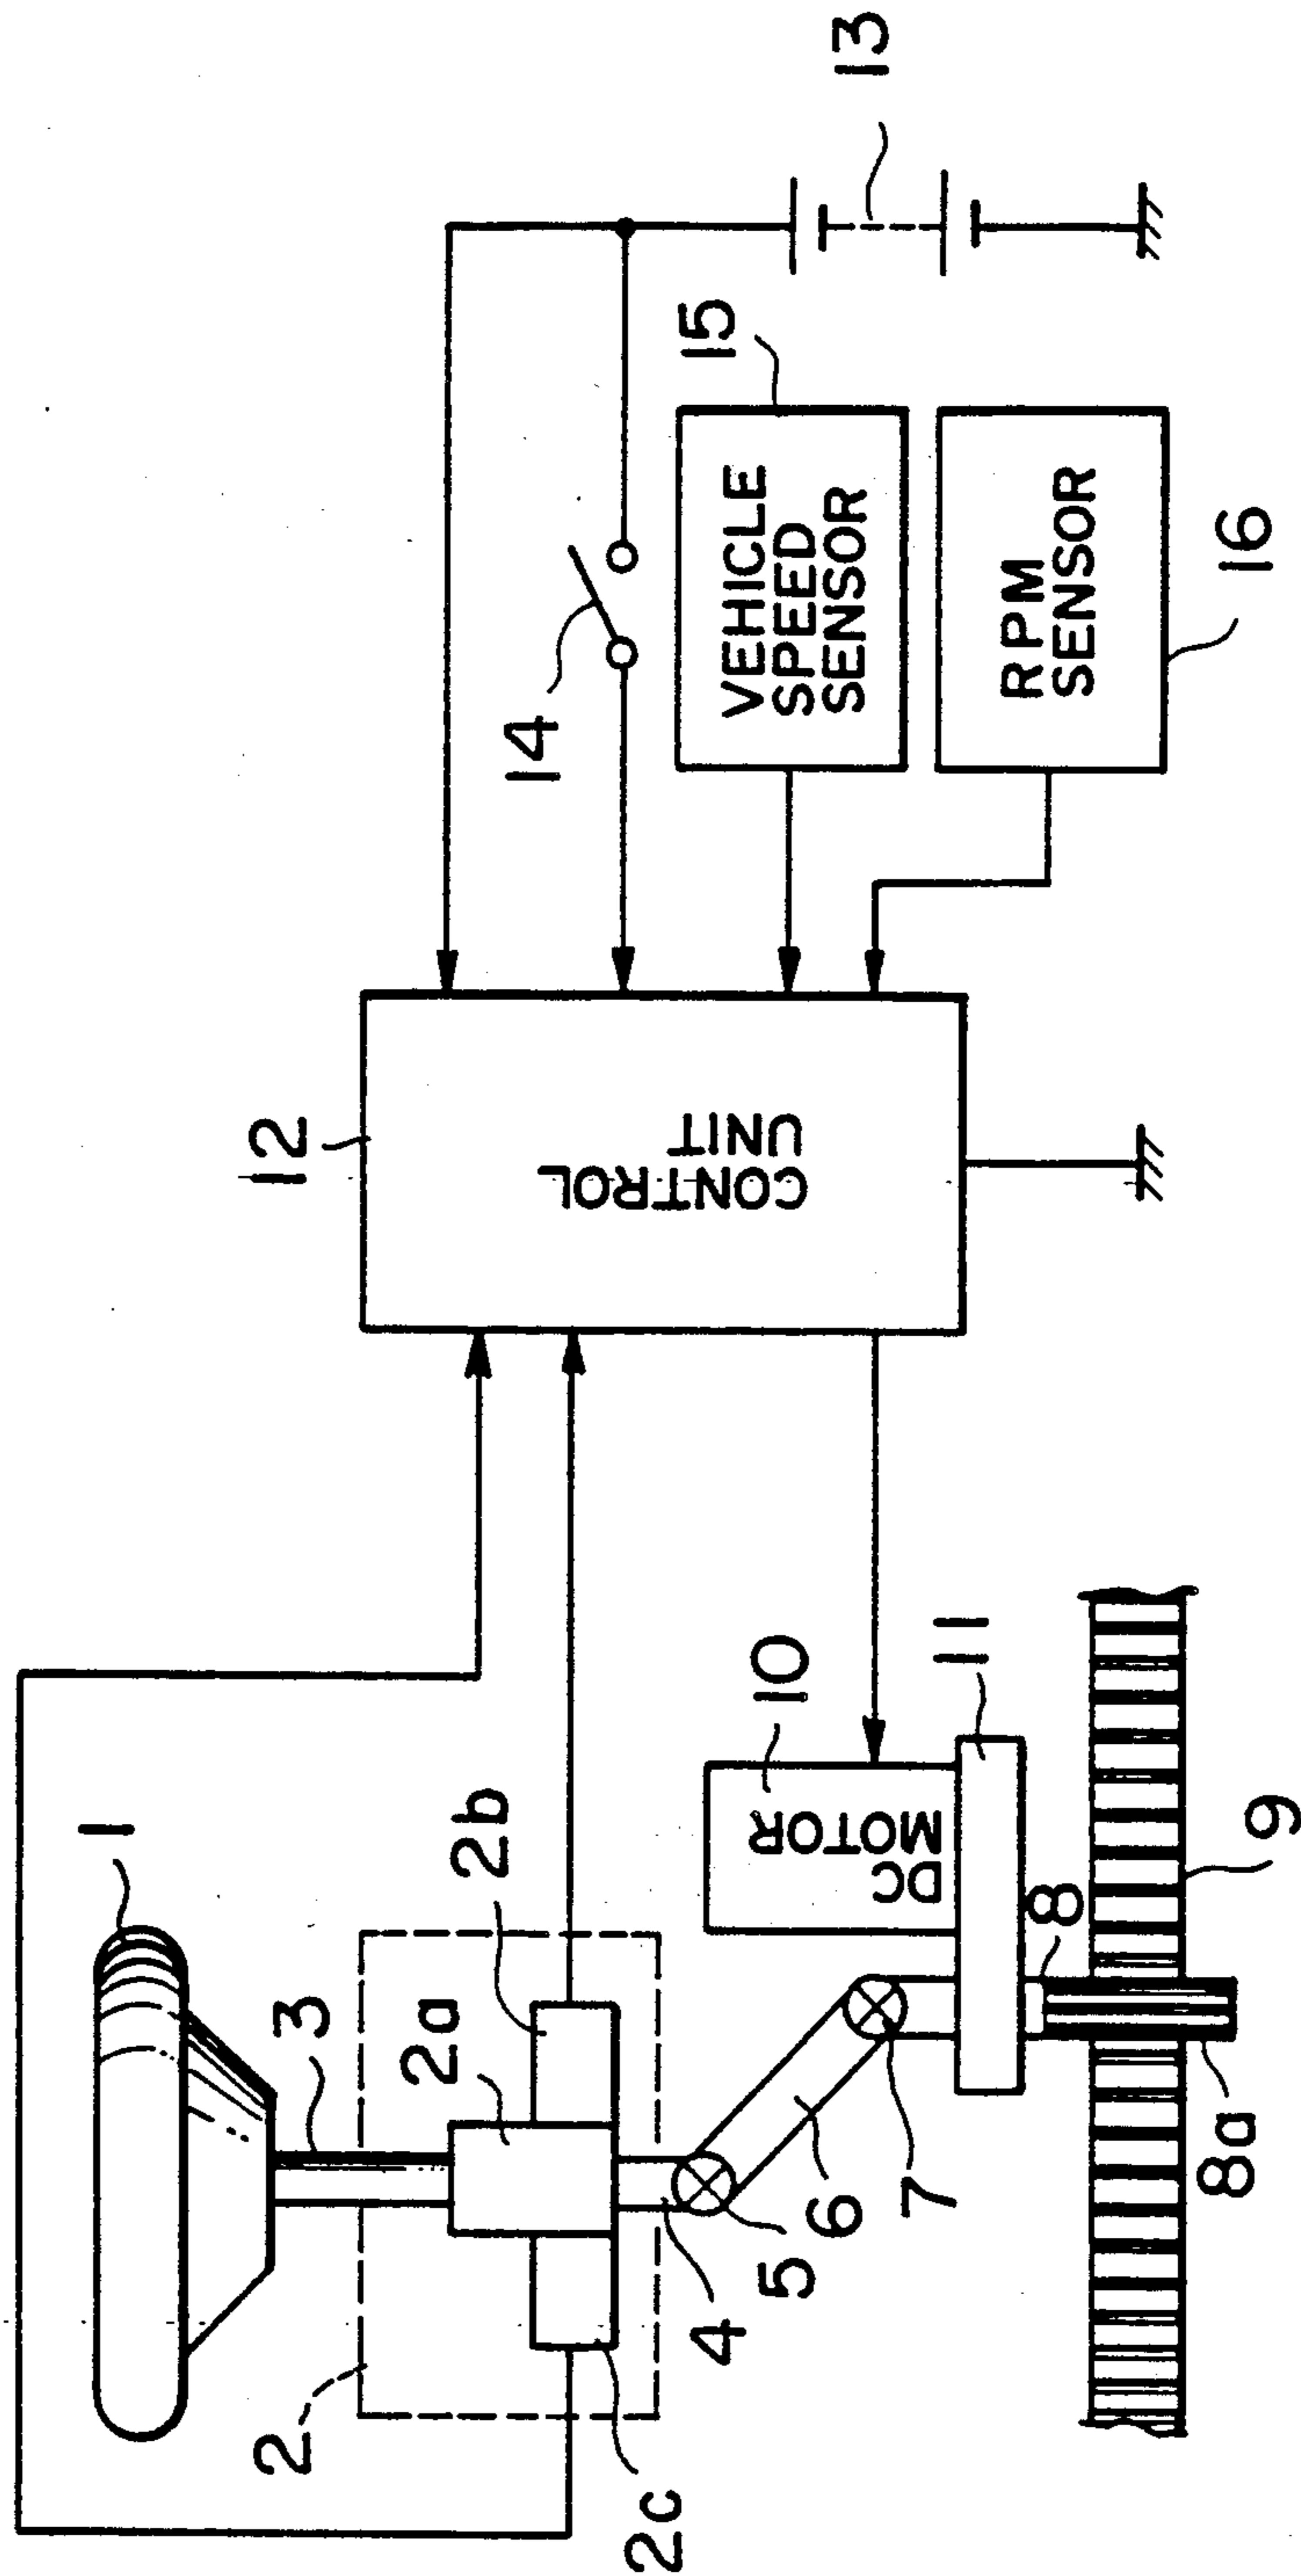 1
2
3
2a
2b
2c
4
5
6
7
8
8a
9
10
DC
MOTOR
11
12
CONTROL
UNIT
13
14
15
VEHICLE
SPEED
SENSOR
RPM
SENSOR
16